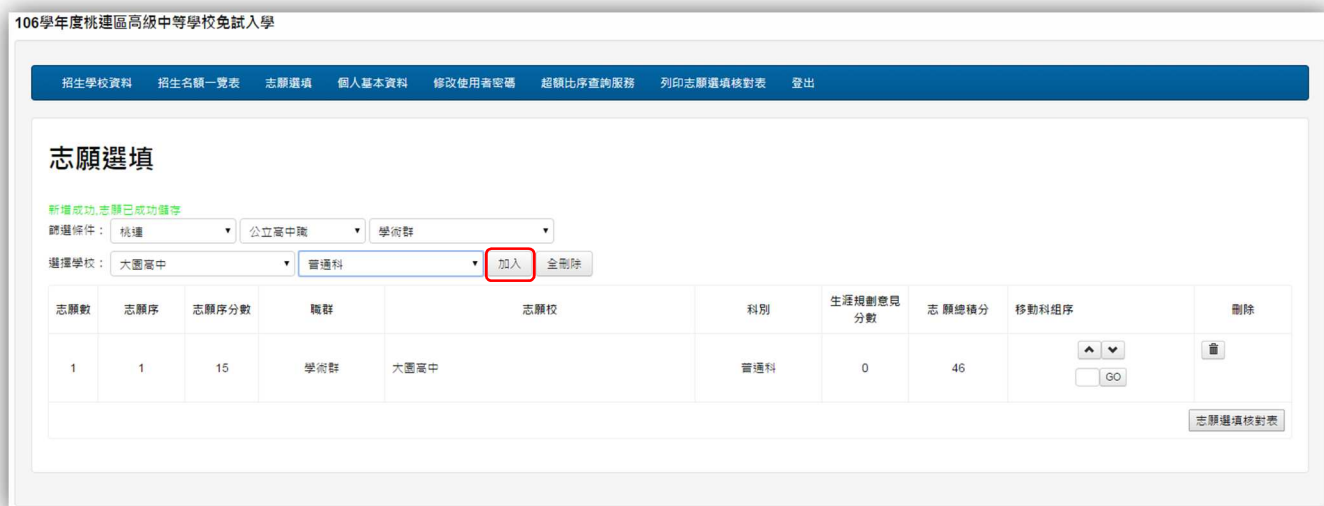 106學年度桃連區高級中等學校免試入學
招生學校資料 招生名額一覽表 志願選填 個人基本資料 修改使用者密碼 超額比序查詢服務 列印志願選填核對表 登出
志願選填
新增成功,志願已成功儲存
篩選條件： 桃連 公立高中職 學術群
選擇學校： 大園高中 普通科 加入 全刪除
志願數 志願序 志願序分數 職群 志願校 科別 生涯規劃意見分數 志 願總積分 移動科組序 刪除
1 1 15 學術群 大園高中 普通科 0 46
GO
志願選填核對表